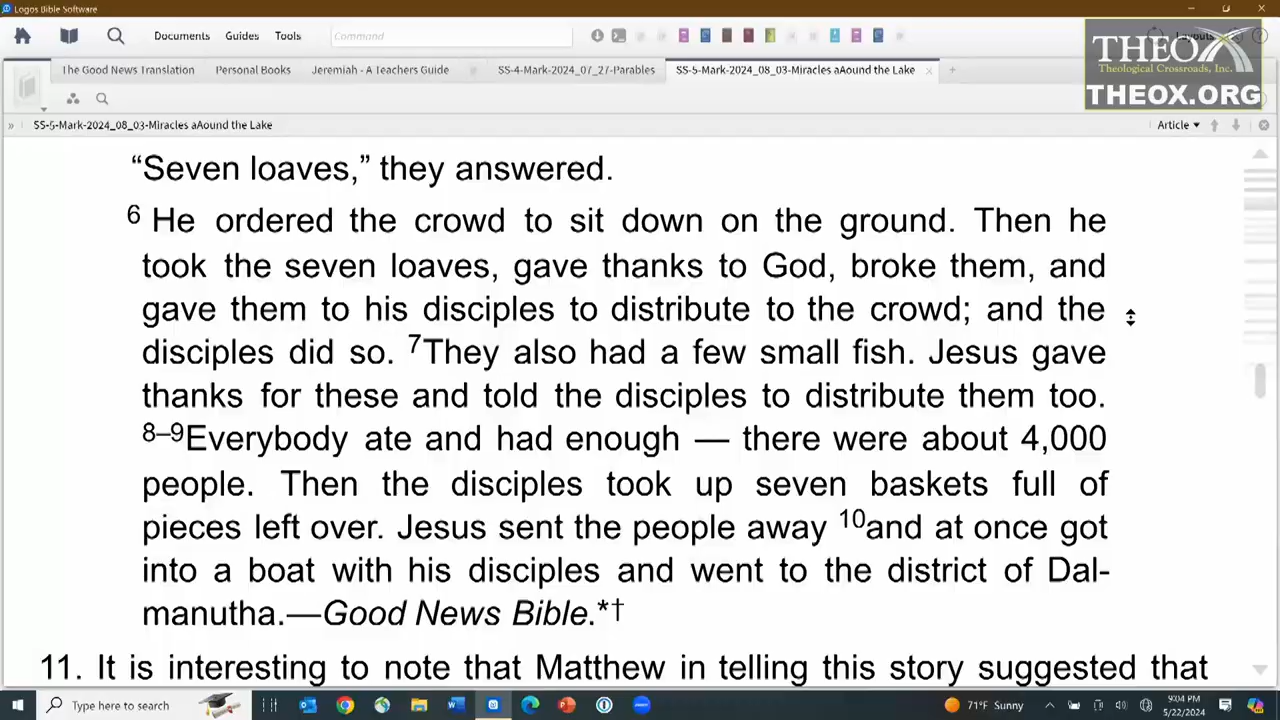 Logos Bible Software
Documents Guides Tools Command Layouts
THEOX
Theological Crossroads, Inc.
THEOX.ORG
The Good News Translation Personal Books Jeremiah - A Teacher's SS-4-Mark-2024_07_27-Parables SS-5-Mark-2024_08_03-Miracles aAound the Lake
SS-5-Mark-2024_08_03-Miracles aAound the Lake Article
“Seven loaves,” they answered.
6 He ordered the crowd to sit down on the ground. Then he
took the seven loaves, gave thanks to God, broke them, and
gave them to his disciples to distribute to the crowd; and the
disciples did so. 7They also had a few small fish. Jesus gave
thanks for these and told the disciples to distribute them too.
8–9Everybody ate and had enough — there were about 4,000
people. Then the disciples took up seven baskets full of
pieces left over. Jesus sent the people away 10and at once got
into a boat with his disciples and went to the district of Dal-
manutha.—Good News Bible.*†
11. It is interesting to note that Matthew in telling this story suggested that
Type here to search 71°F Sunny 9:04 PM
5/22/2024